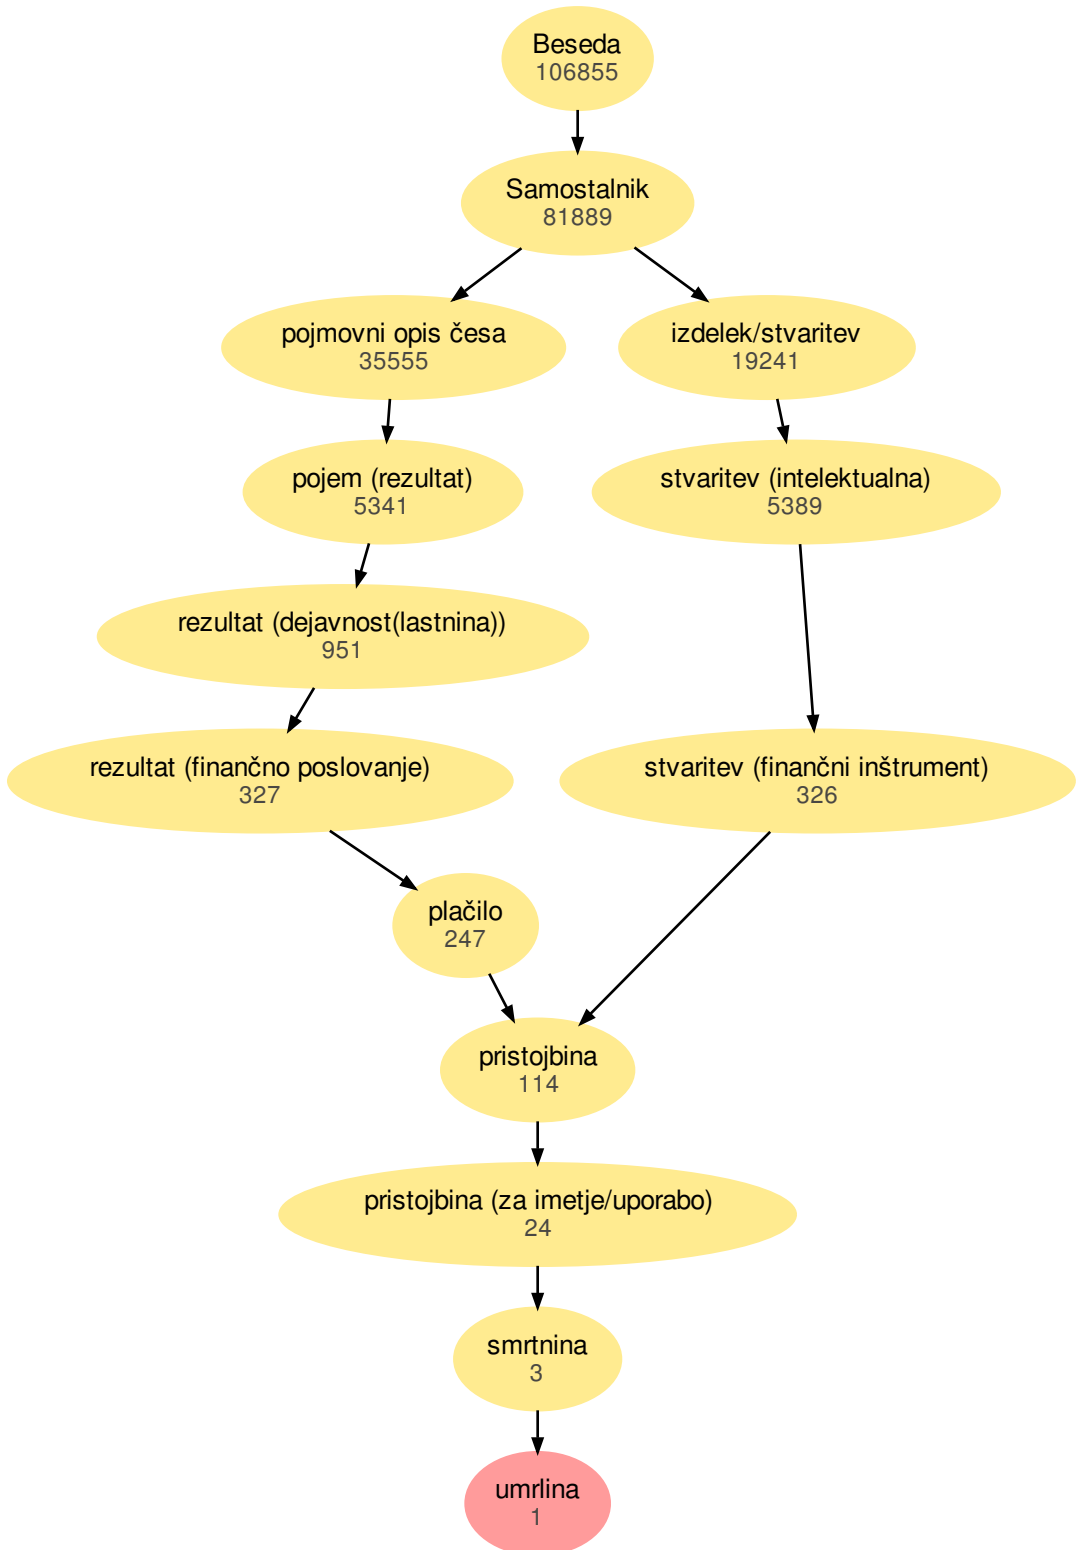 Beseda
106855
Samostalnik
81889
pojmovni opis česa
35555
izdelek/stvaritev
19241
pojem (rezultat)
5341
stvaritev (intelektualna)
5389
rezultat (dejavnost(lastnina))
951
rezultat (finančno poslovanje)
327
stvaritev (finančni inštrument)
326
plačilo
247
pristojbina
114
pristojbina (za imetje/uporabo)
24
smrtnina
3
umrlina
1